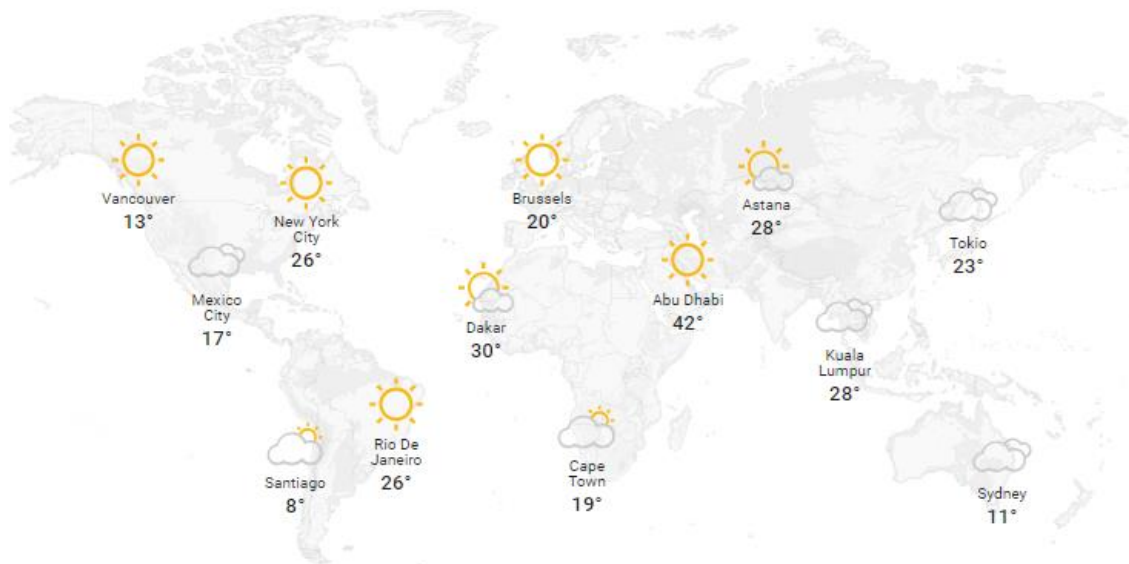 Vancouver
13°
New York
City
26°
Mexico
City
17°
Santiago
8°
Rio De
Janeiro
26°
Brussels
20°
Dakar
30°
Abu Dhabi
42°
Cape
Town
19°
Astana
28°
Tokio
23°
Kuala
Lumpur
28°
Sydney
11°